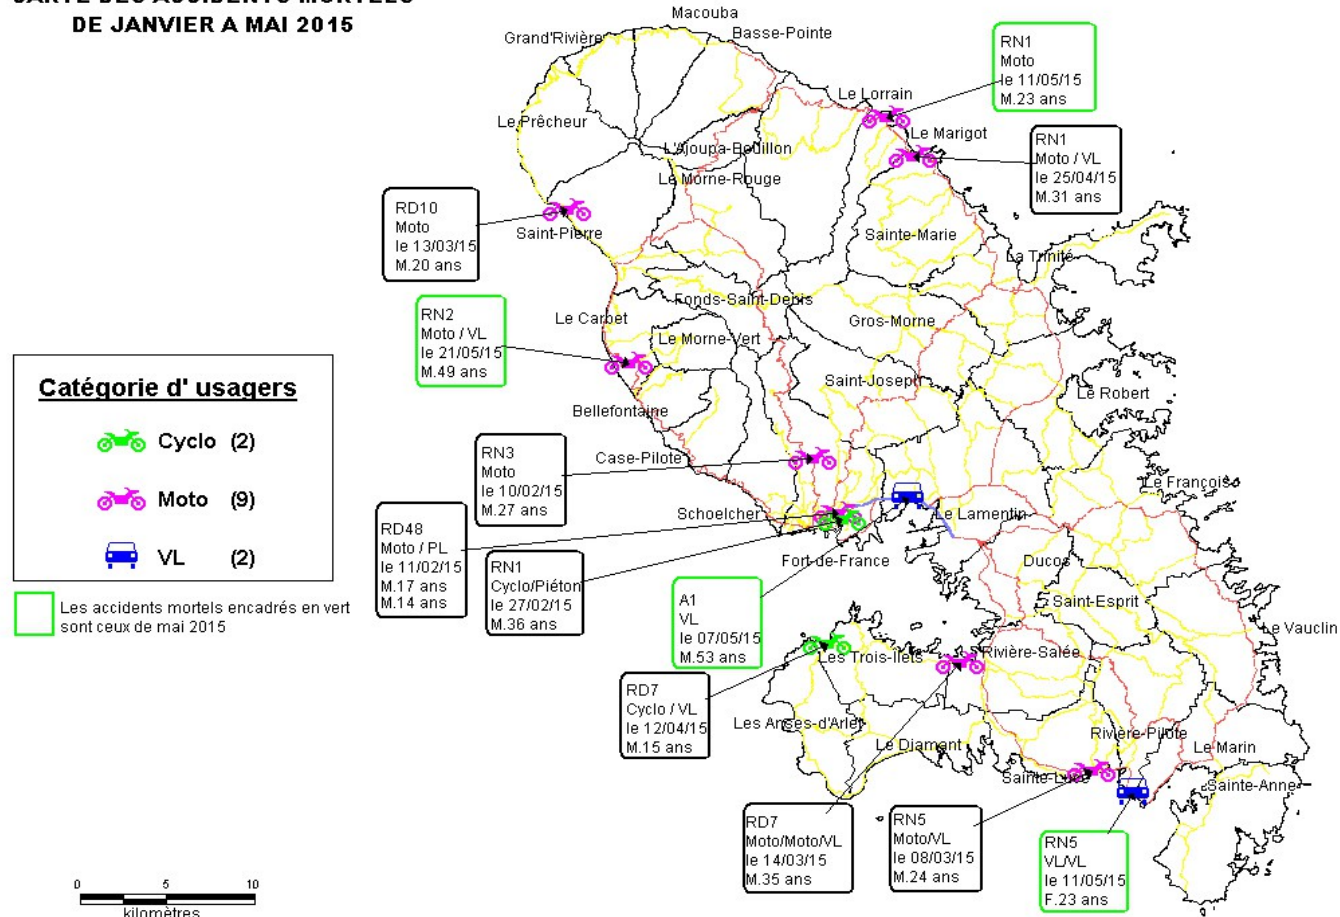 CARTE DES ACCIDENTS MORTELS
DE JANVIER A MAI 2015
Macouba
Grand'Rivière
Basse-Pointe
RN1
Moto
le 11/05/15
M.23 ans
Le Lorrain
Le Prêcheur
Le Marigot
RN1
Moto / VL
le 25/04/15
M.31 ans
L'Ajoupa-Bouillon
Le Morne-Rouge
RD10
Moto
le 13/03/15
M.20 ans
Saint-Pierre
Sainte-Marie
La Trinité
Fonds-Saint-Denis
RN2
Moto / VL
le 21/05/15
M.49 ans
Le Carbet
Gros-Morne
Le Morne-Vert
Catégorie d' usagers
Cyclo (2)
Moto (9)
VL (2)
Les accidents mortels encadrés en vert
sont ceux de mai 2015
Saint-Joseph
Le Robert
Bellefontaine
RN3
Moto
le 10/02/15
M.27 ans
Case-Pilote
Le François
Schoelcher
Le Lamentin
RD48
Moto / PL
le 11/02/15
M.17 ans
M.14 ans
RN1
Cyclo/Piéton
le 27/02/15
M.36 ans
Fort-de-France
Ducos
A1
VL
le 07/05/15
M.53 ans
Saint-Esprit
Le Vauclin
Les Trois-Ilets
Rivière-Salée
RD7
Cyclo / VL
le 12/04/15
M.15 ans
Les Anses-d'Arlet
Le Diamant
Rivière-Pilote
Le Marin
Sainte-Luce
Sainte-Anne
RD7
Moto/Moto/VL
le 14/03/15
M.35 ans
RN5
Moto/VL
le 08/03/15
M.24 ans
RN5
VL/VL
le 11/05/15
F.23 ans
0 5 10
kilomètres